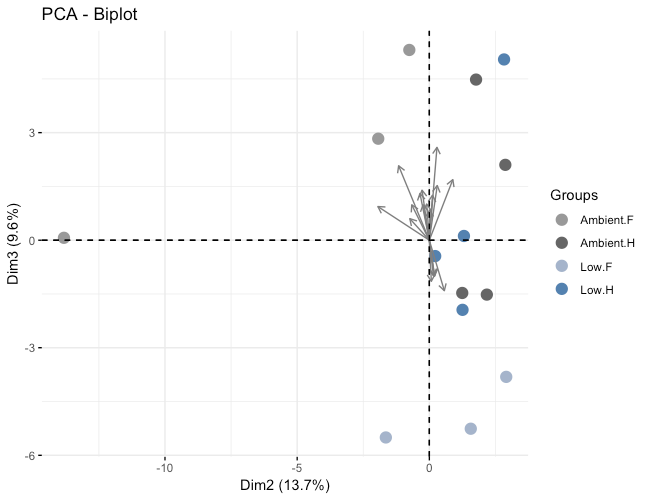 PCA - Biplot
3
0
-3
-6
Dim3 (9.6%)
-10
-5
0
Dim2 (13.7%)
Groups
Ambient.F
Ambient.H
Low.F
Low.H